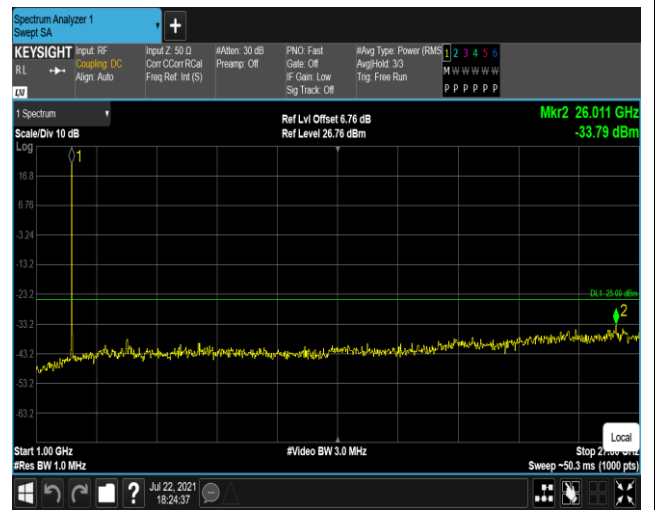 Spectrum Analyzer 1
Swept SA
KEYSIGHT Input: RF Input Z: 50 Ω #Atten: 30 dB PNO: Fast #Avg Type: Power (RMS 1 2 3 4 5 6
RL Coupling: DC Corr CCorr RCal Preamp: Off Gate: Off Avg|Hold: 3/3 M W W W W W
Align: Auto Freq Ref: Int (S) IF Gain: Low Trig: Free Run
Sig Track: Off P P P P P P
LXI
1 Spectrum Ref Lvl Offset 6.76 dB Mkr2 26.011 GHz
Scale/Div 10 dB Ref Level 26.76 dBm -33.79 dBm
Log
1
16.8
6.76
-3.24
-13.2
-23.2 DL1 -25.00 dBm
2
-33.2
-43.2
-53.2
-63.2
Local
Start 1.00 GHz #Video BW 3.0 MHz Stop
#Res BW 1.0 MHz Sweep ~50.3 ms (1000 pts)
? Jul 22, 2021
18:24:37